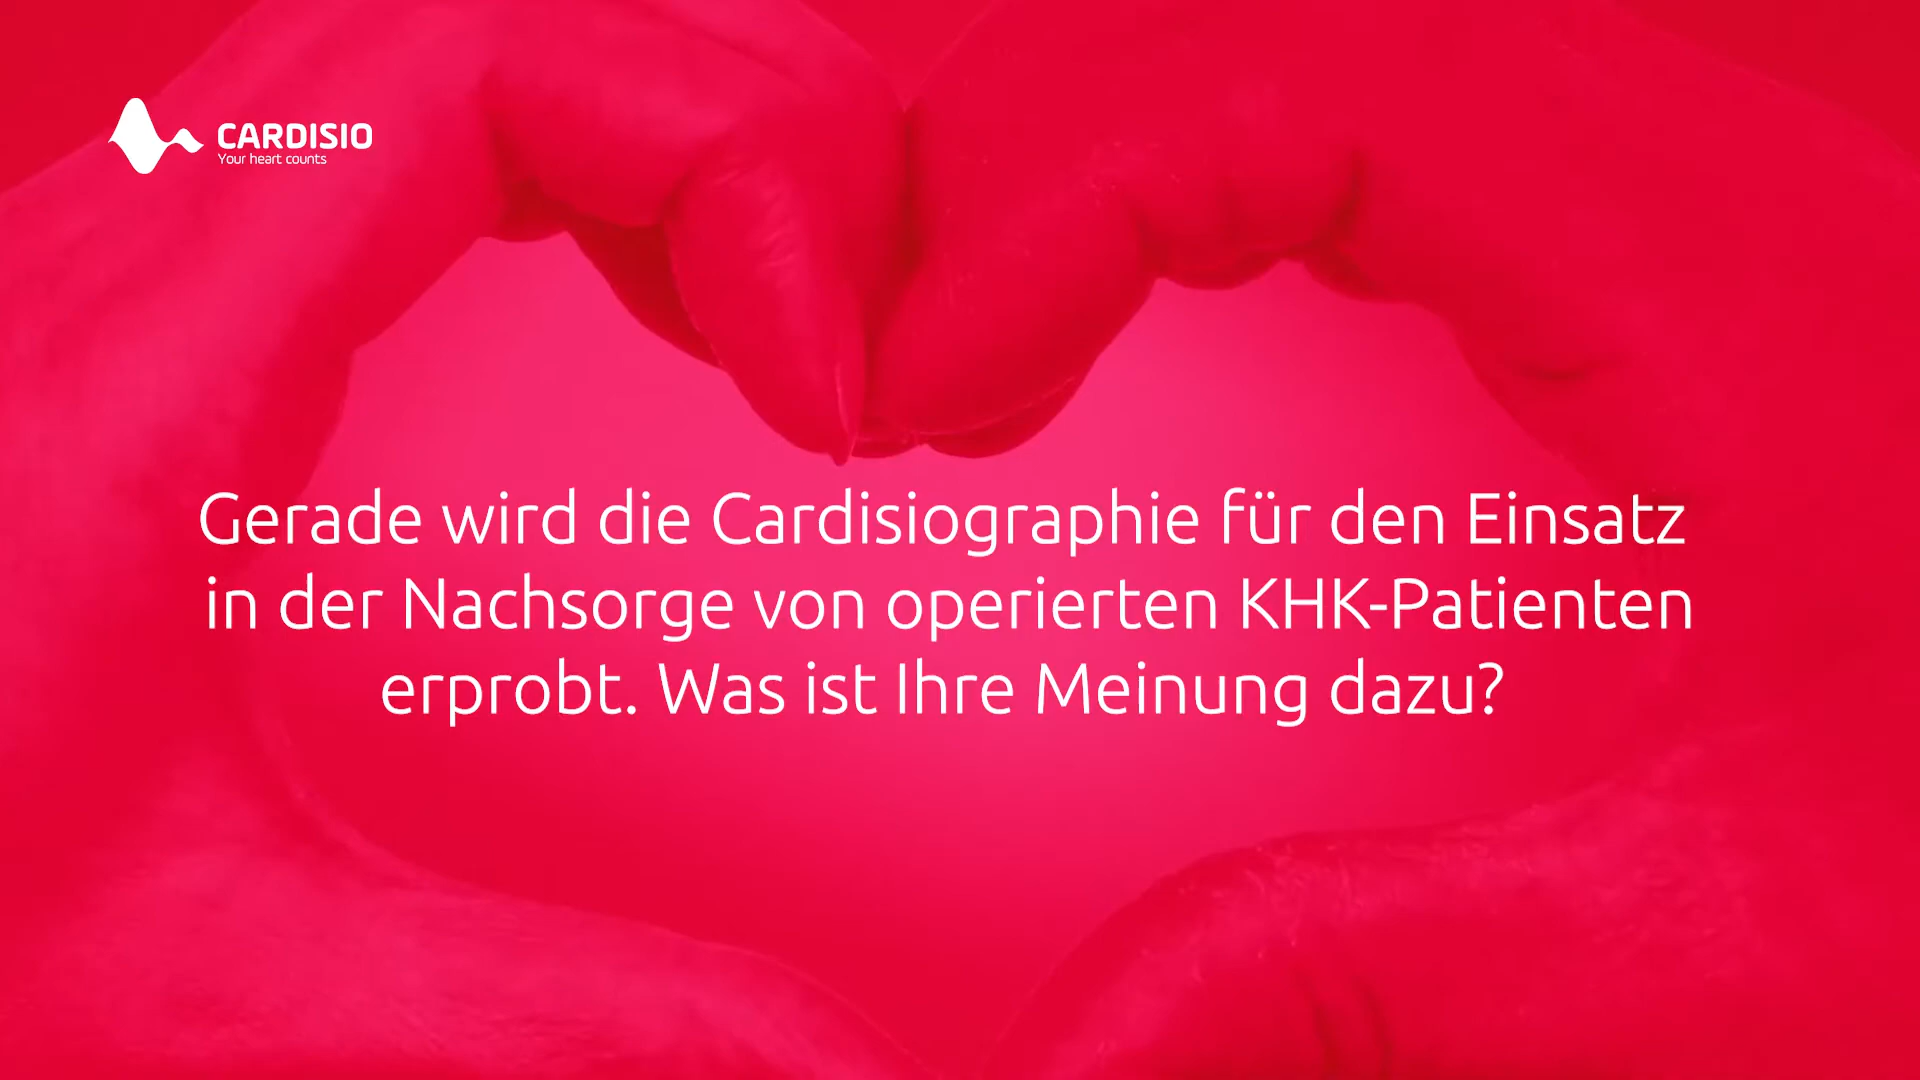 CARDISIO
Your heart counts
Gerade wird die Cardisiographie für den Einsatz
in der Nachsorge von operierten KHK-Patienten
erprobt. Was ist Ihre Meinung dazu?